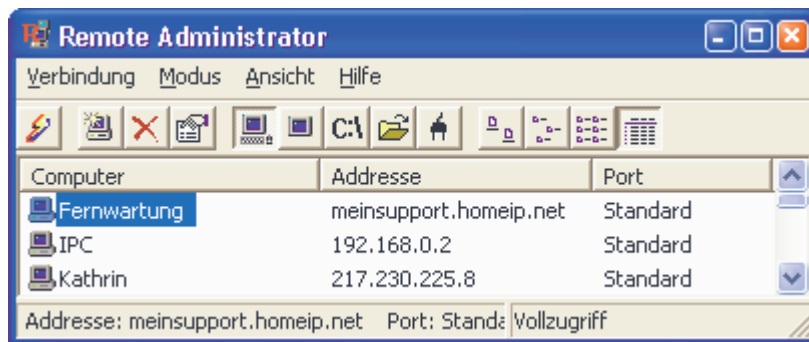 Remote Administrator
Verbindung Modus Ansicht Hilfe
C:\
Computer Addresse Port
Fernwartung meinsupport.homeip.net Standard
IPC 192.168.0.2 Standard
Kathrin 217.230.225.8 Standard
Addresse: meinsupport.homeip.net Port: Standa Vollzugriff